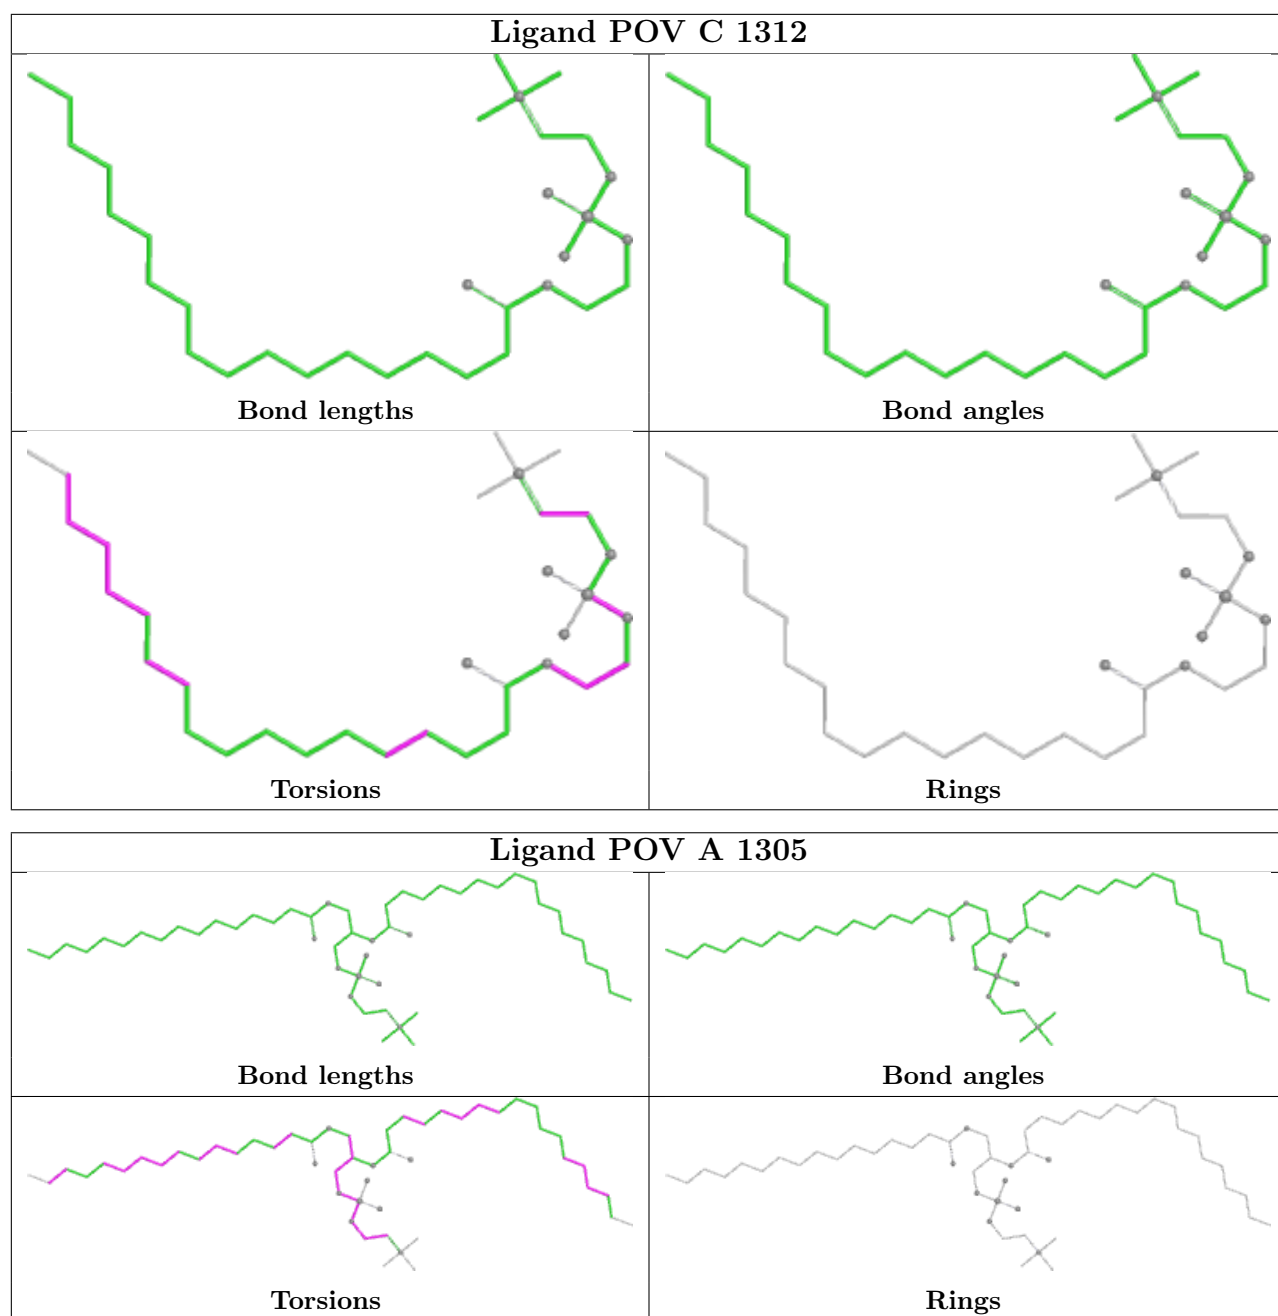 Ligand POV C 1312
Bond lengths
Bond angles
Torsions
Rings
Ligand POV A 1305
Bond lengths
Bond angles
Torsions
Rings